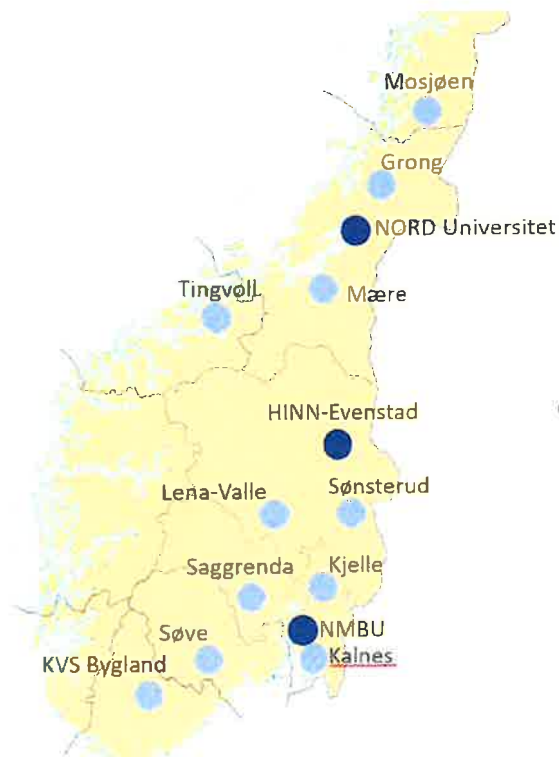 Mosjøen
Grong
NORD Universitet
Tingvoll
Mære
HINN-Evenstad
Lena-Valle
Sønsterud
Saggrenda
Kjelle
Søve
NMBU
KVS Bygland
Kalnes